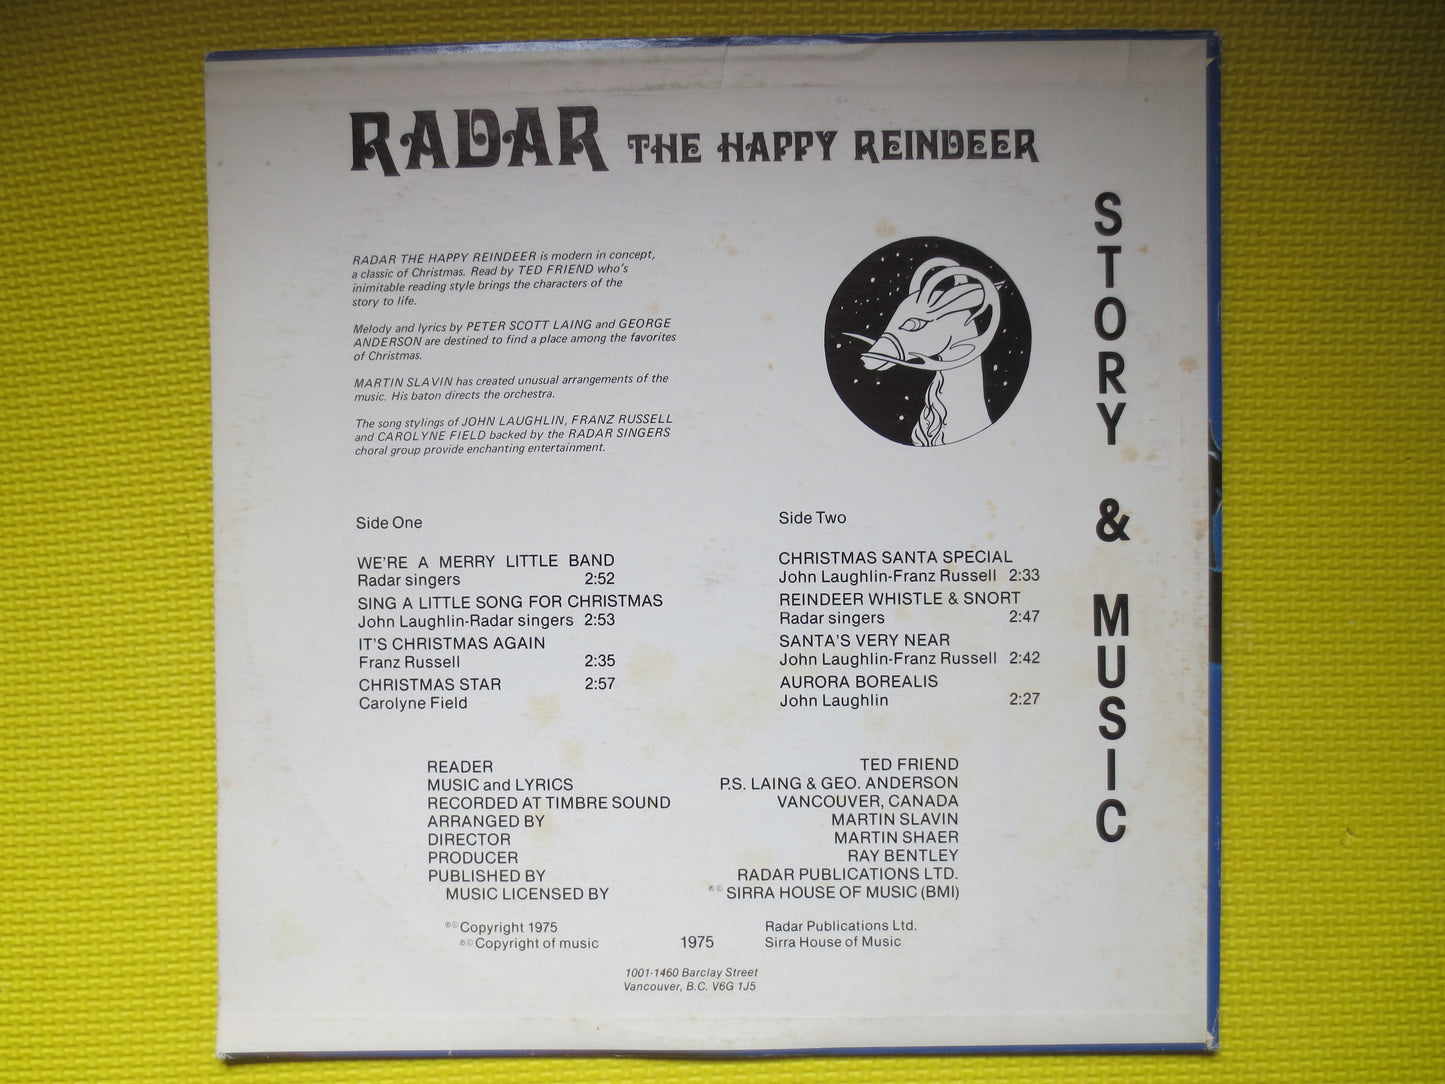 RADAR THE HAPPY REINDEER
STORY & MUSIC
RADAR THE HAPPY REINDEER is modern in concept,
a classic of Christmas. Read by TED FRIEND who's
inimitable reading style brings the characters of the
story to life.
Melody and lyrics by PETER SCOTT LAING and GEORGE
ANDERSON are destined to find a place among the favorites
of Christmas.
MARTIN SLAVIN has created unusual arrangements of the
music. His baton directs the orchestra.
The song stylings of JOHN LAUGHLIN, FRANZ RUSSELL
and CAROLYNE FIELD backed by the RADAR SINGERS
choral group provide enchanting entertainment.
Side One
WE'RE A MERRY LITTLE BAND
Radar singers 2:52
SING A LITTLE SONG FOR CHRISTMAS
John Laughlin-Radar singers 2:53
IT'S CHRISTMAS AGAIN
Franz Russell 2:35
CHRISTMAS STAR 2:57
Carolyne Field
Side Two
CHRISTMAS SANTA SPECIAL
John Laughlin-Franz Russell 2:33
REINDEER WHISTLE & SNORT
Radar singers 2:47
SANTA'S VERY NEAR
John Laughlin-Franz Russell 2:42
AURORA BOREALIS
John Laughlin 2:27
READER TED FRIEND
MUSIC and LYRICS P.S. LAING & GEO. ANDERSON
RECORDED AT TIMBRE SOUND VANCOUVER, CANADA
ARRANGED BY MARTIN SLAVIN
DIRECTOR MARTIN SHAER
PRODUCER RAY BENTLEY
PUBLISHED BY RADAR PUBLICATIONS LTD.
MUSIC LICENSED BY ℗© SIRRA HOUSE OF MUSIC (BMI)
℗© Copyright 1975 Radar Publications Ltd.
℗© Copyright of music 1975 Sirra House of Music
1001-1460 Barclay Street
Vancouver, B.C. V6G 1J5